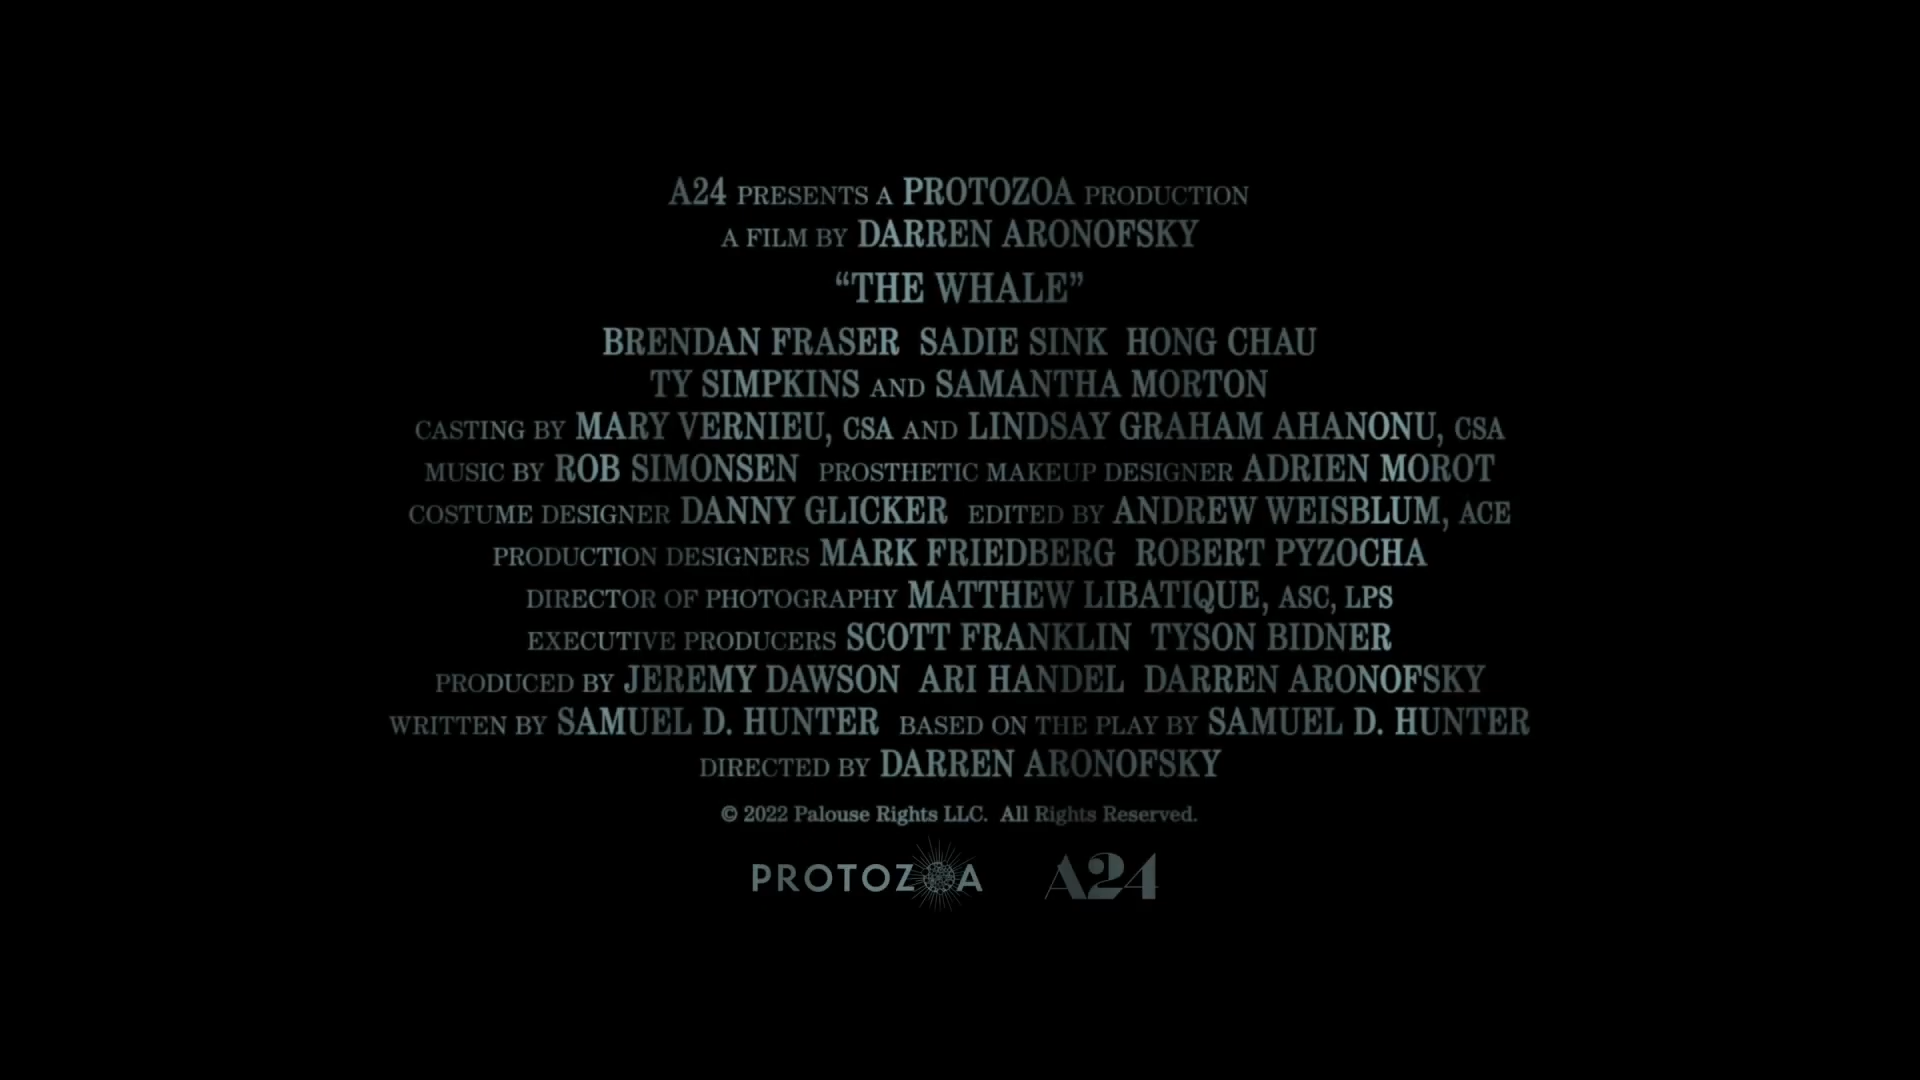 A24 PRESENTS A PROTOZOA PRODUCTION
A FILM BY DARREN ARONOFSKY
“THE WHALE”
BRENDAN FRASER SADIE SINK HONG CHAU
TY SIMPKINS AND SAMANTHA MORTON
CASTING BY MARY VERNIEU, CSA AND LINDSAY GRAHAM AHANONU, CSA
MUSIC BY ROB SIMONSEN PROSTHETIC MAKEUP DESIGNER ADRIEN MOROT
COSTUME DESIGNER DANNY GLICKER EDITED BY ANDREW WEISBLUM, ACE
PRODUCTION DESIGNERS MARK FRIEDBERG ROBERT PYZOCHA
DIRECTOR OF PHOTOGRAPHY MATTHEW LIBATIQUE, ASC, LPS
EXECUTIVE PRODUCERS SCOTT FRANKLIN TYSON BIDNER
PRODUCED BY JEREMY DAWSON ARI HANDEL DARREN ARONOFSKY
WRITTEN BY SAMUEL D. HUNTER BASED ON THE PLAY BY SAMUEL D. HUNTER
DIRECTED BY DARREN ARONOFSKY
© 2022 Palouse Rights LLC. All Rights Reserved.
PROTOZOA A24